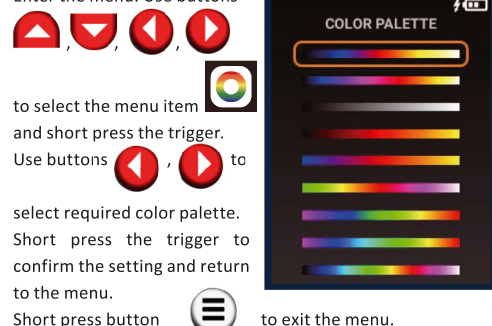 Enter the menu. Use buttons
, , ,
to select the menu item
and short press the trigger.
Use buttons , to
select required color palette.
Short press the trigger to
confirm the setting and return
to the menu.
Short press button to exit the menu.
COLOR PALETTE